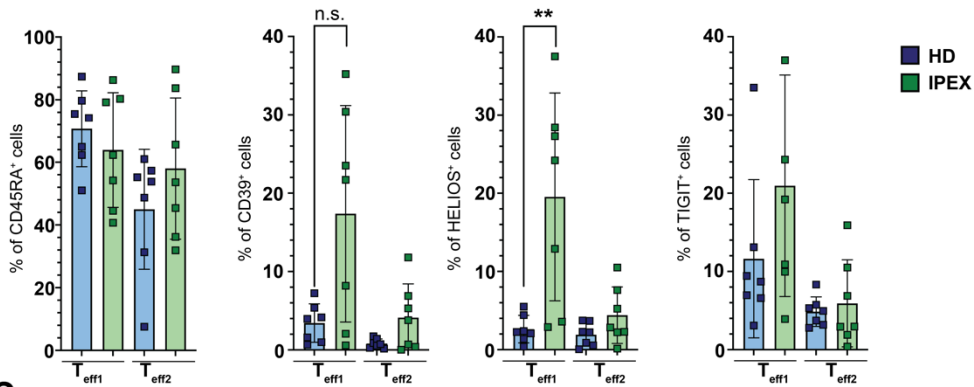 n.s.
**
100
80
60
40
20
0
% of CD45RA⁺ cells
Teff1 Teff2
40
30
20
10
0
% of CD39⁺ cells
Teff1 Teff2
40
30
20
10
0
% of HELIOS⁺ cells
Teff1 Teff2
40
30
20
10
0
% of TIGIT⁺ cells
Teff1 Teff2
HD
IPEX